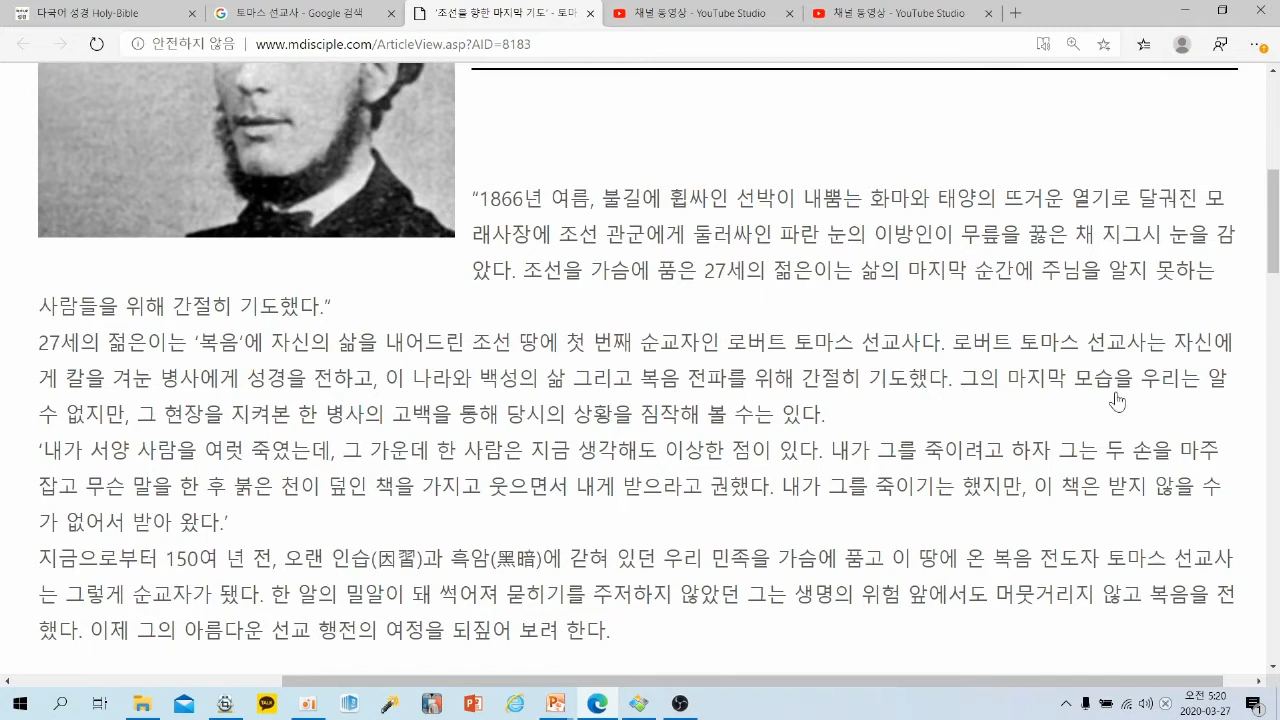 다국어 성경 Holy-Bible
토마스 선교사 - Google 검색
'조선을 향한 마지막 기도' - 토마
채널 동영상 - YouTube Studio
채널 동영상 - YouTube Studio
안전하지 않음 | www.mdisciple.com/ArticleView.asp?AID=8183
“1866년 여름, 불길에 휩싸인 선박이 내뿜는 화마와 태양의 뜨거운 열기로 달궈진 모
래사장에 조선 관군에게 둘러싸인 파란 눈의 이방인이 무릎을 꿇은 채 지그시 눈을 감
았다. 조선을 가슴에 품은 27세의 젊은이는 삶의 마지막 순간에 주님을 알지 못하는
사람들을 위해 간절히 기도했다.“
27세의 젊은이는 ‘복음’에 자신의 삶을 내어드린 조선 땅에 첫 번째 순교자인 로버트 토마스 선교사다. 로버트 토마스 선교사는 자신에
게 칼을 겨눈 병사에게 성경을 전하고, 이 나라와 백성의 삶 그리고 복음 전파를 위해 간절히 기도했다. 그의 마지막 모습을 우리는 알
수 없지만, 그 현장을 지켜본 한 병사의 고백을 통해 당시의 상황을 짐작해 볼 수는 있다.
‘내가 서양 사람을 여럿 죽였는데, 그 가운데 한 사람은 지금 생각해도 이상한 점이 있다. 내가 그를 죽이려고 하자 그는 두 손을 마주
잡고 무슨 말을 한 후 붉은 천이 덮인 책을 가지고 웃으면서 내게 받으라고 권했다. 내가 그를 죽이기는 했지만, 이 책은 받지 않을 수
가 없어서 받아 왔다.’
지금으로부터 150여 년 전, 오랜 인습(因習)과 흑암(黑暗)에 갇혀 있던 우리 민족을 가슴에 품고 이 땅에 온 복음 전도자 토마스 선교사
는 그렇게 순교자가 됐다. 한 알의 밀알이 돼 썩어져 묻히기를 주저하지 않았던 그는 생명의 위험 앞에서도 머뭇거리지 않고 복음을 전
했다. 이제 그의 아름다운 선교 행전의 여정을 되짚어 보려 한다.
TALK
오전 5:20
2020-03-27
1